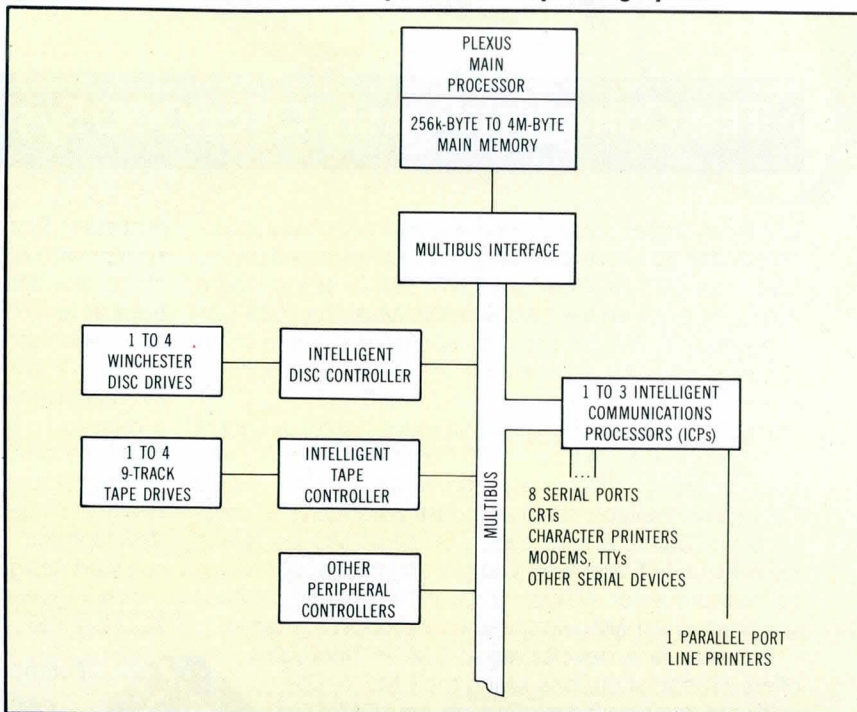 PLEXUS
MAIN
PROCESSOR
256k-BYTE TO 4M-BYTE
MAIN MEMORY
MULTIBUS INTERFACE
1 TO 4
WINCHESTER
DISC DRIVES
INTELLIGENT
DISC CONTROLLER
1 TO 3 INTELLIGENT
COMMUNICATIONS
PROCESSORS (ICPs)
1 TO 4
9-TRACK
TAPE DRIVES
INTELLIGENT
TAPE
CONTROLLER
MULTIBUS
8 SERIAL PORTS
CRTs
CHARACTER PRINTERS
MODEMS, TTYs
OTHER SERIAL DEVICES
OTHER
PERIPHERAL
CONTROLLERS
1 PARALLEL PORT
LINE PRINTERS